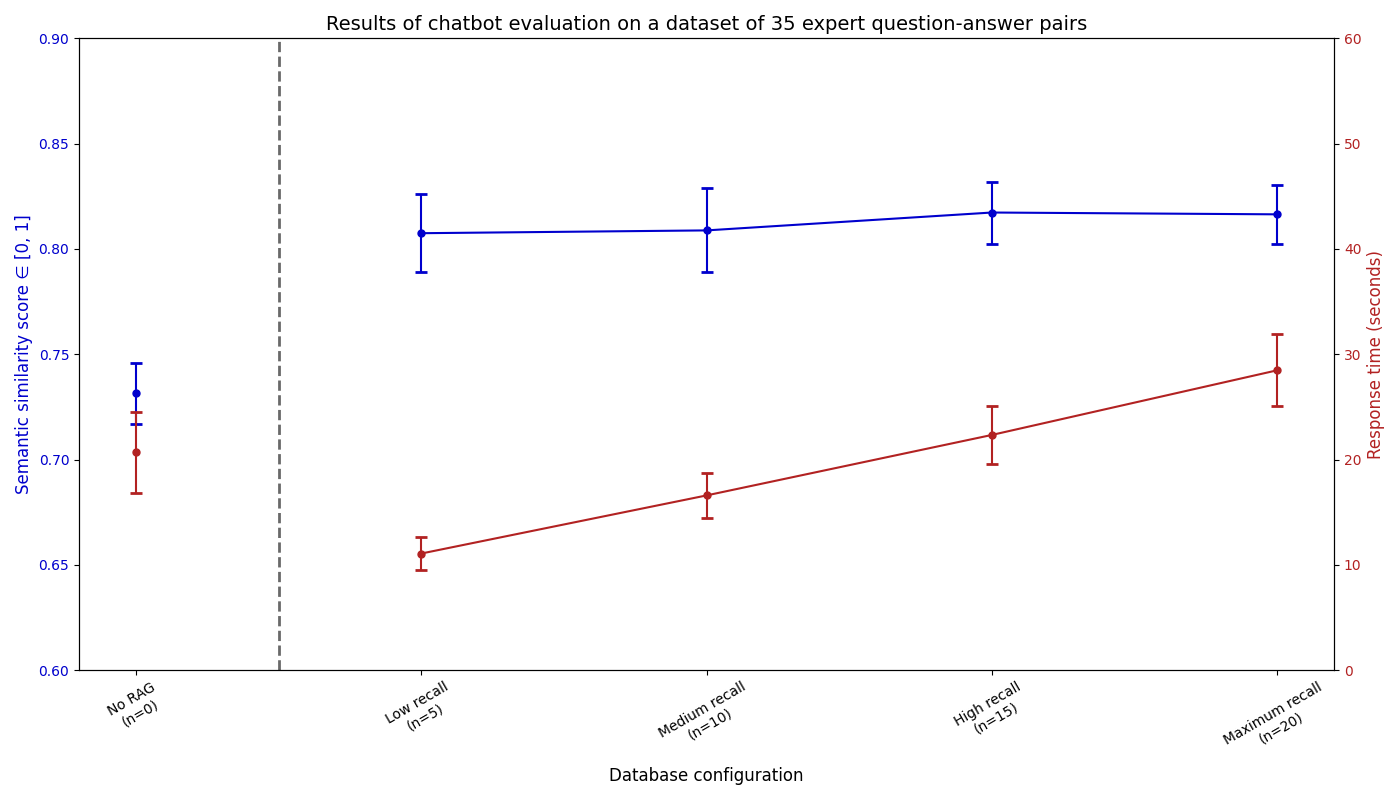 Results of chatbot evaluation on a dataset of 35 expert question-answer pairs
0.90
0.85
0.80
0.75
0.70
0.65
0.60
Semantic similarity score ∈ [0, 1]
60
50
40
30
20
10
0
Response time (seconds)
No RAG
(n=0)
Low recall
(n=5)
Medium recall
(n=10)
High recall
(n=15)
Maximum recall
(n=20)
Database configuration